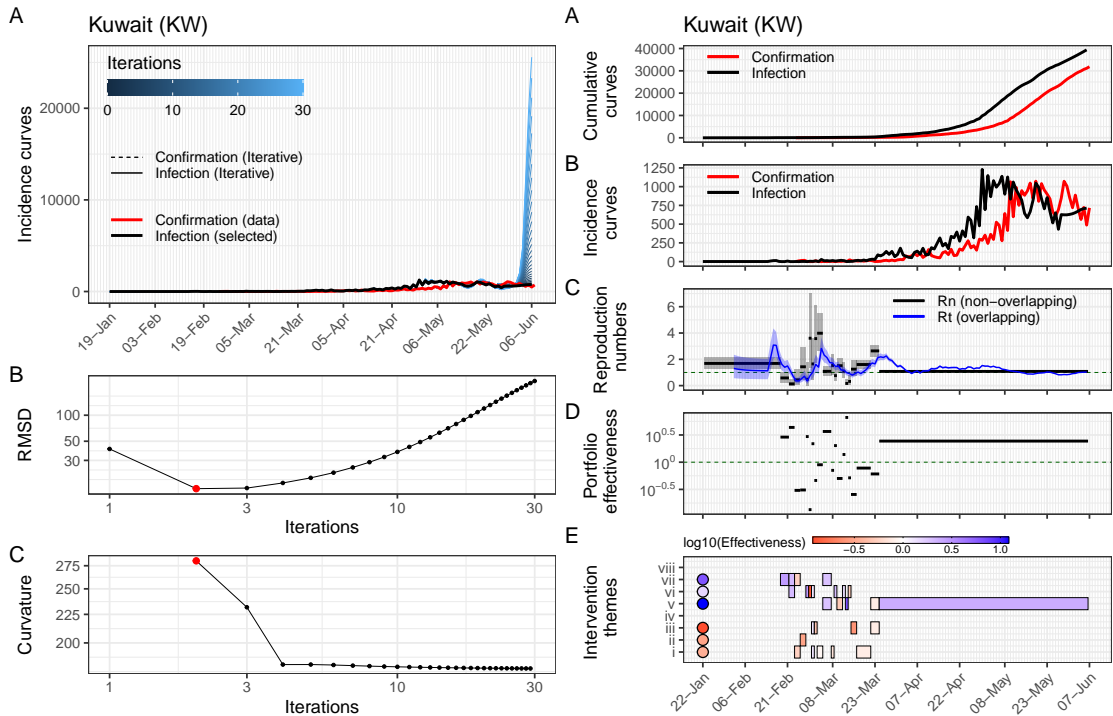 A
Kuwait (KW)
Iterations
0
10
20
30
Confirmation (Iterative)
Infection (Iterative)
Confirmation (data)
Infection (selected)
Incidence curves
20000
10000
0
19−Jan
03−Feb
19−Feb
05−Mar
21−Mar
05−Apr
21−Apr
06−May
22−May
06−Jun
B
RMSD
100
50
30
1
3
10
30
Iterations
C
Curvature
275
250
225
200
1
3
10
30
Iterations
A
Kuwait (KW)
Cumulative
curves
40000
30000
20000
10000
0
Confirmation
Infection
B
Incidence
curves
1250
1000
750
500
250
0
Confirmation
Infection
C
Reproduction
numbers
6
4
2
0
Rn (non−overlapping)
Rt (overlapping)
D
Portfolio
effectiveness
10^0.5
10^0
10^−0.5
E
log10(Effectiveness)
−0.5
0.0
0.5
1.0
Intervention
themes
viii
vii
vi
v
iv
iii
ii
i
22−Jan
06−Feb
21−Feb
08−Mar
23−Mar
07−Apr
22−Apr
08−May
23−May
07−Jun